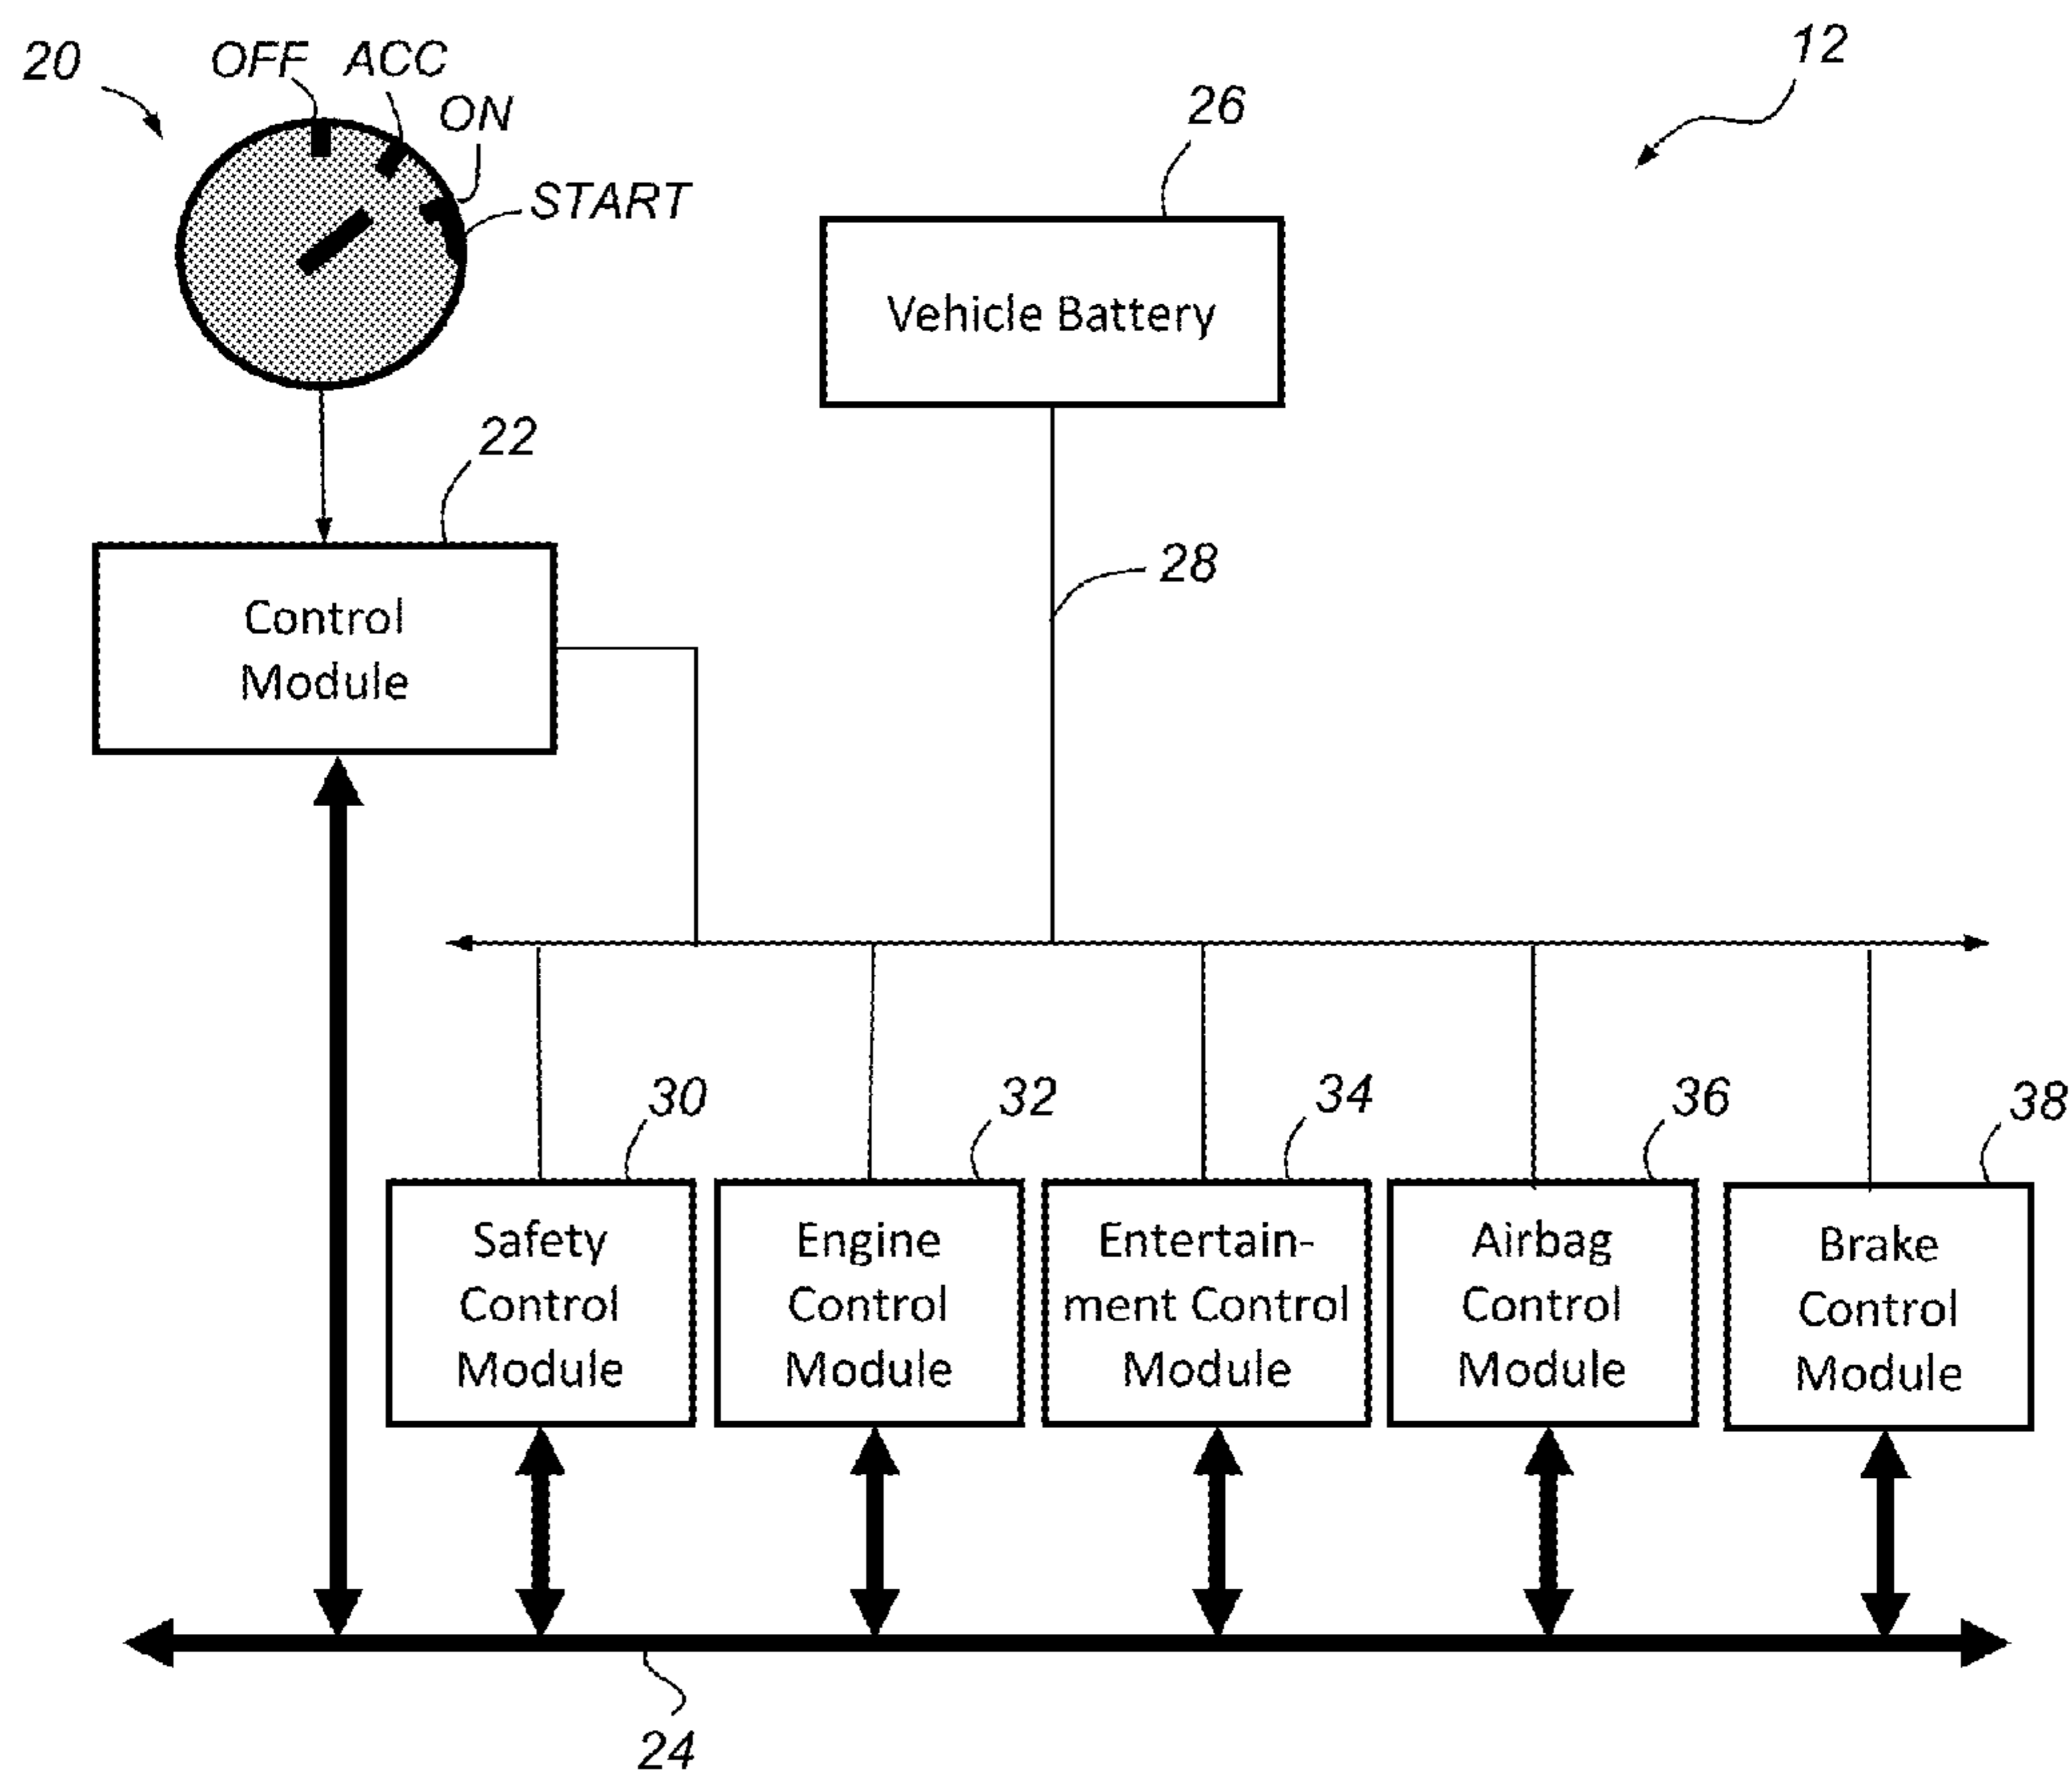 20
OFF
ACC
ON
START
12
26
Vehicle Battery
22
28
Control
Module
30
32
34
36
38
Safety
Control
Module
Engine
Control
Module
Entertain-
ment Control
Module
Airbag
Control
Module
Brake
Control
Module
24